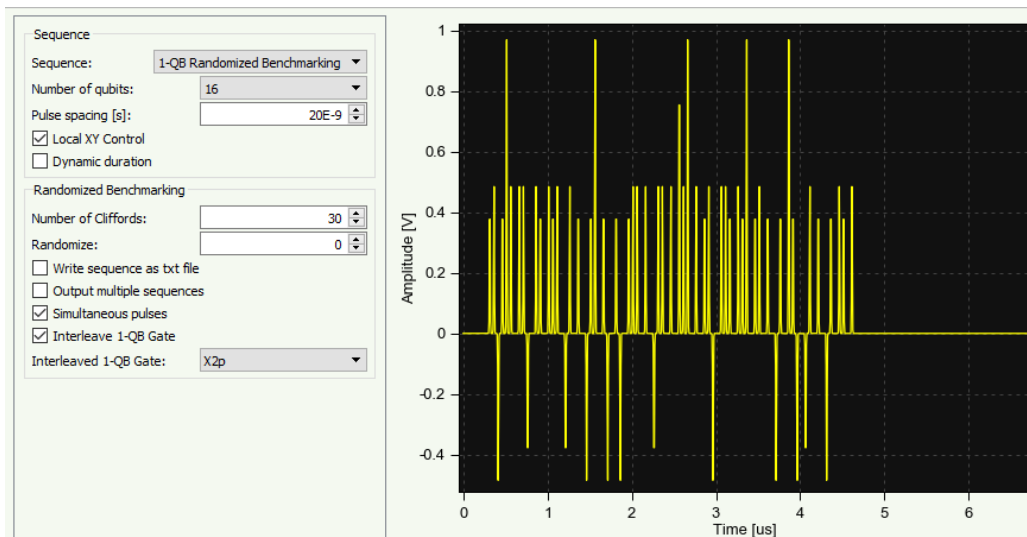 Sequence
Sequence: 1-QB Randomized Benchmarking
Number of qubits: 16
Pulse spacing [s]: 20E-9
Local XY Control
Dynamic duration
Randomized Benchmarking
Number of Cliffords: 30
Randomize: 0
Write sequence as txt file
Output multiple sequences
Simultaneous pulses
Interleave 1-QB Gate
Interleaved 1-QB Gate: X2p
Amplitude [V]
1
0.8
0.6
0.4
0.2
0
-0.2
-0.4
0 1 2 3 4 5 6
Time [us]